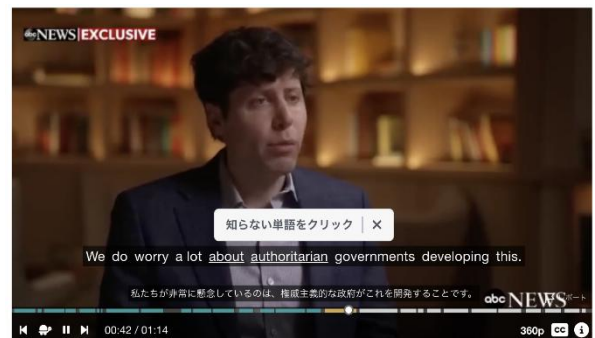 abc NEWS EXCLUSIVE
知らない単語をクリック ✕
We do worry a lot about authoritarian governments developing this.
私たちが非常に懸念しているのは、権威主義的な政府がこれを開発することです。
abc NEWS
00:42 / 01:14
360p CC i